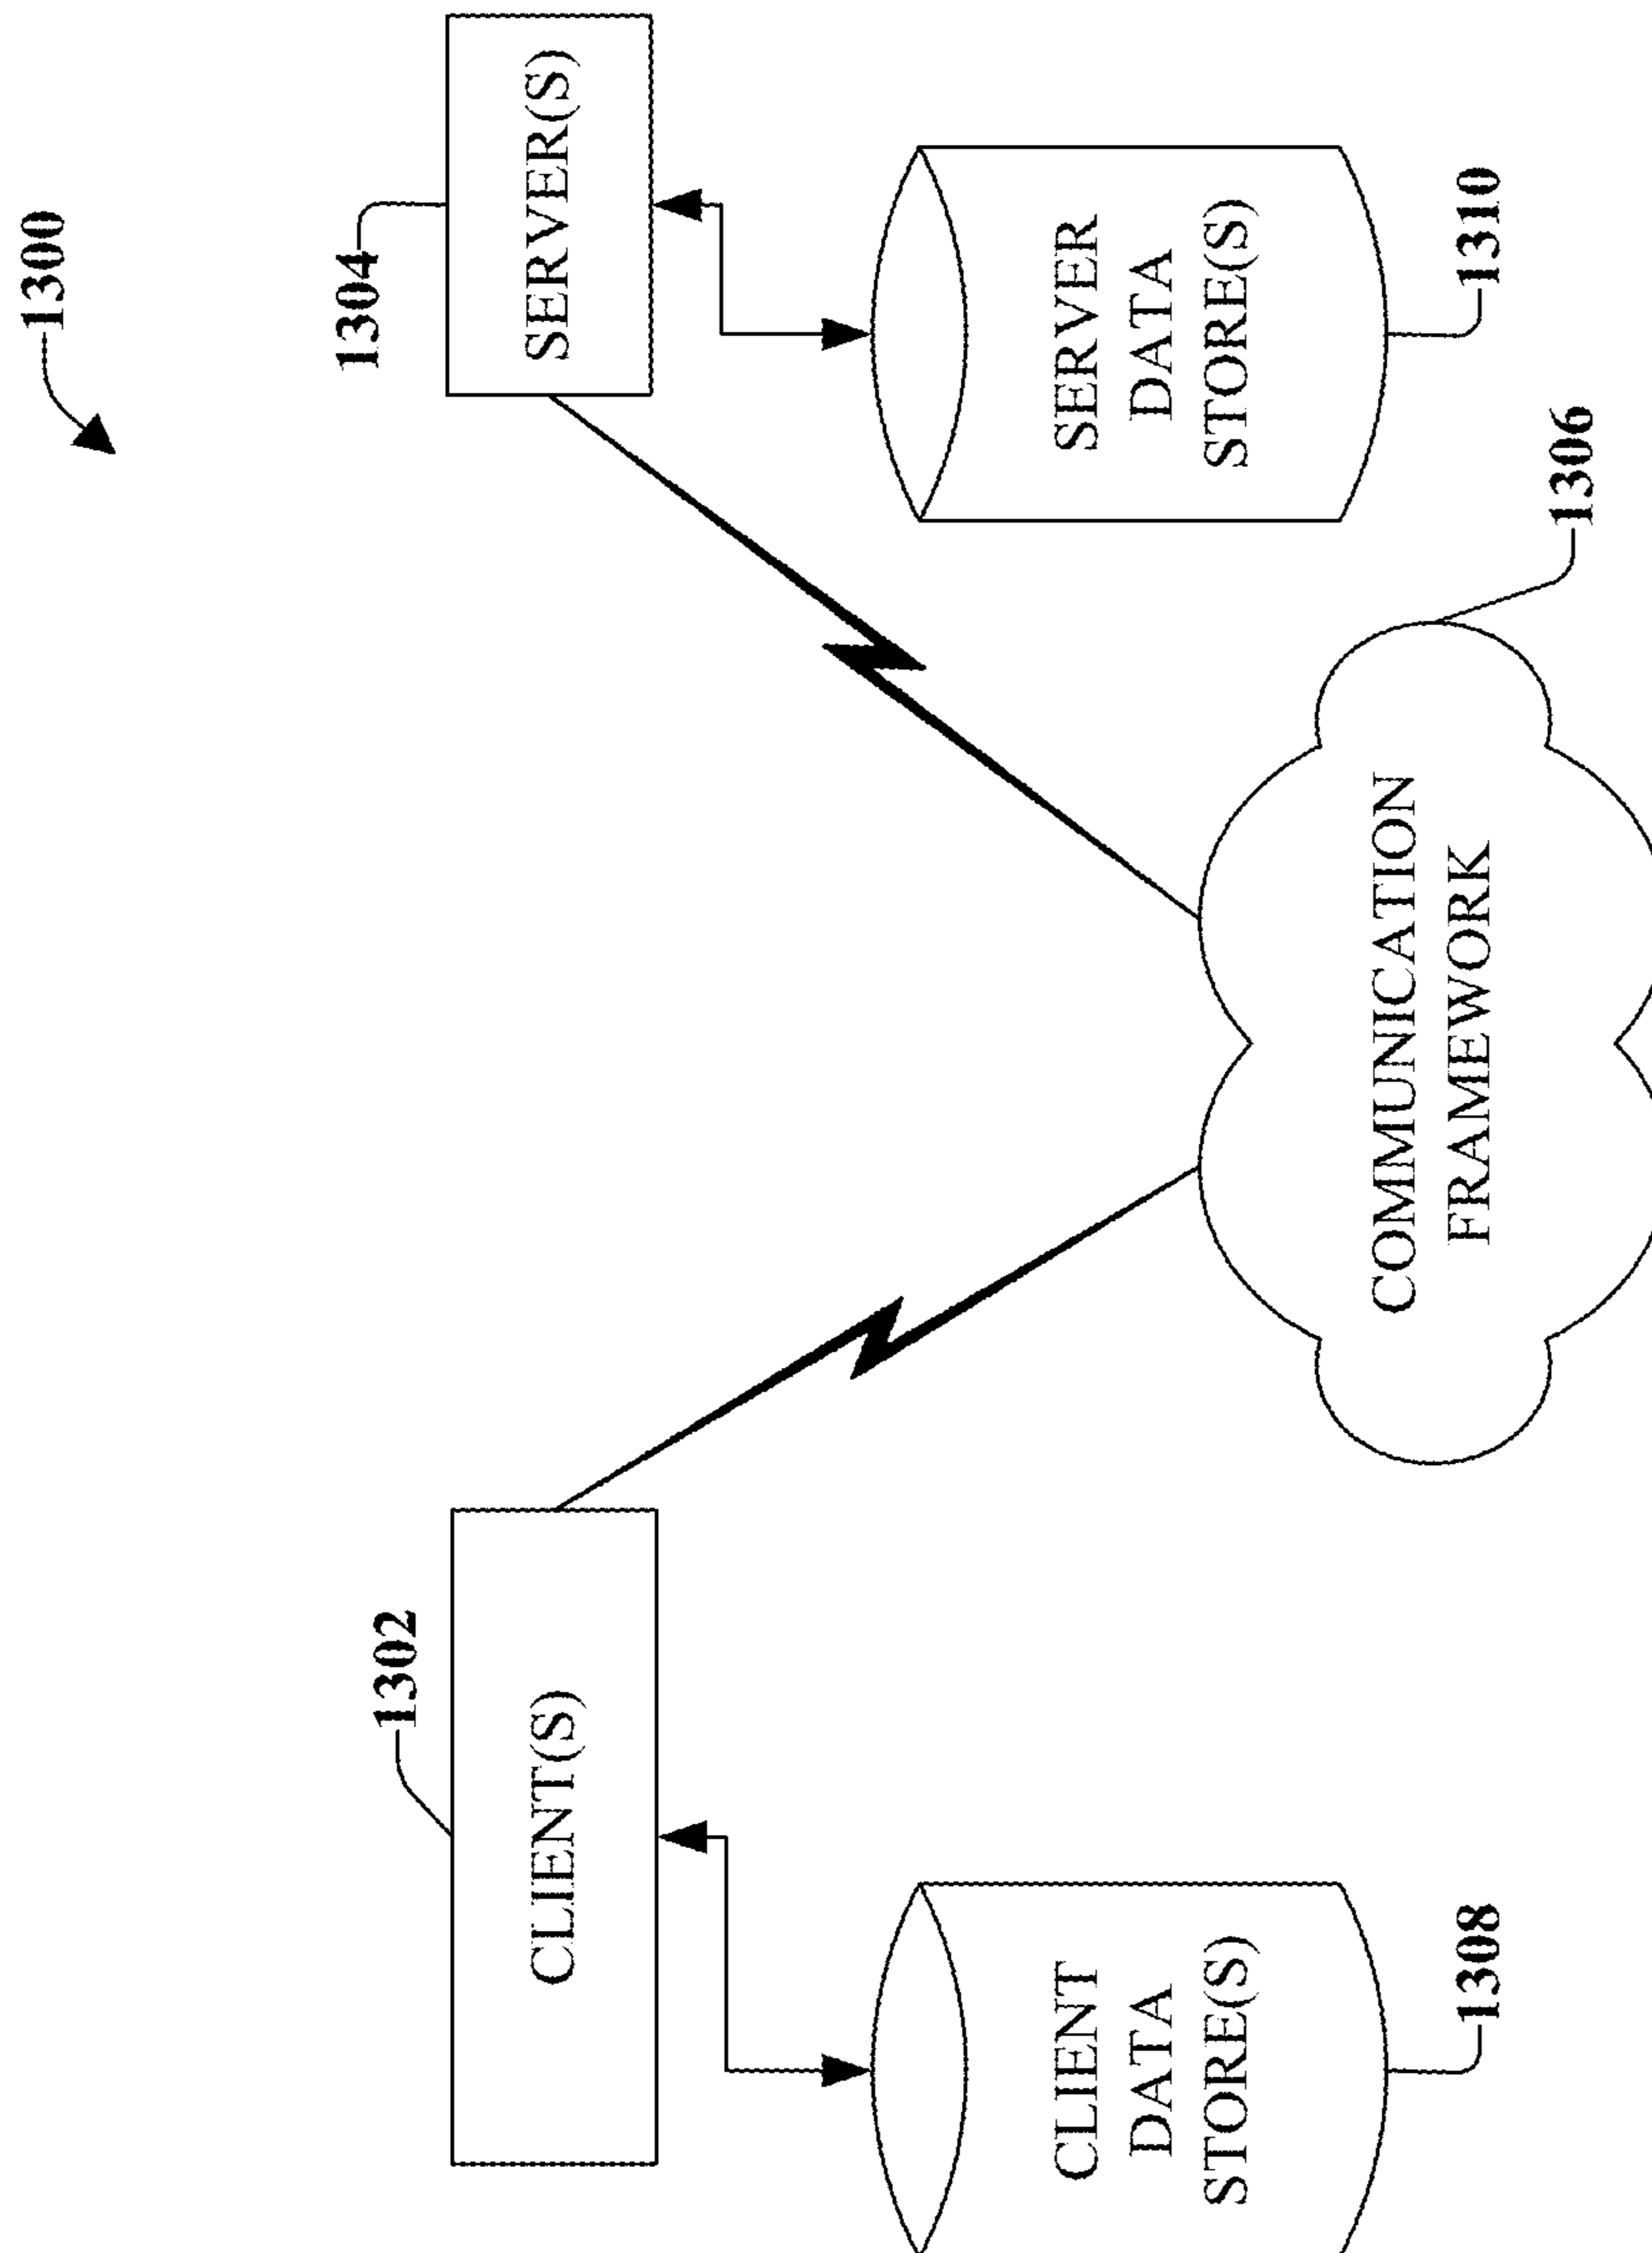 1300
1302
CLIENT(S)
1304
SERVER(S)
CLIENT
DATA
STORE(S)
1308
SERVER
DATA
STORE(S)
1310
COMMUNICATION
FRAMEWORK
1306